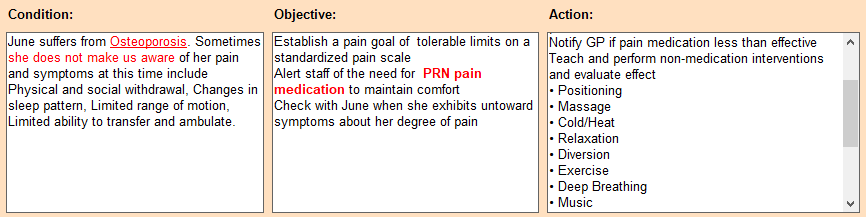 Condition:
June suffers from Osteoporosis. Sometimes
she does not make us aware of her pain
and symptoms at this time include
Physical and social withdrawal, Changes in
sleep pattern, Limited range of motion,
Limited ability to transfer and ambulate.
Objective:
Establish a pain goal of  tolerable limits on a
standardized pain scale
Alert staff of the need for  PRN pain
medication to maintain comfort
Check with June when she exhibits untoward
symptoms about her degree of pain
Action:
Notify GP if pain medication less than effective
Teach and perform non-medication interventions
and evaluate effect
• Positioning
• Massage
• Cold/Heat
• Relaxation
• Diversion
• Exercise
• Deep Breathing
• Music